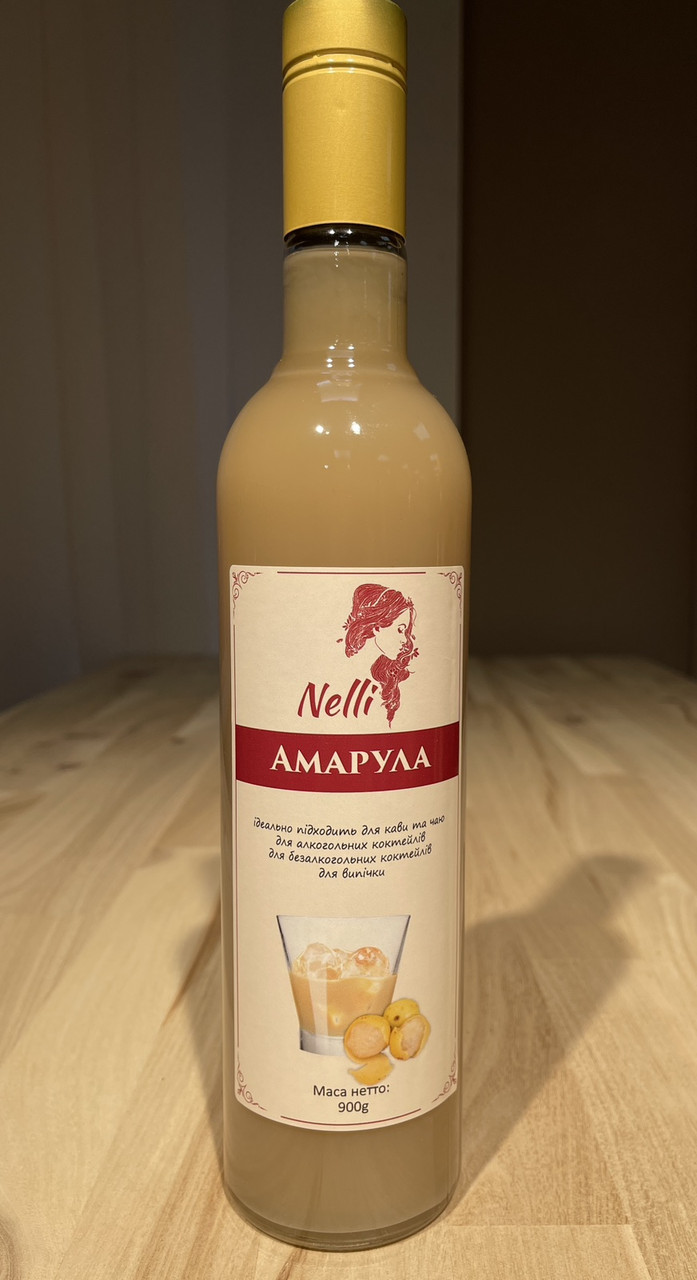 Nelli
АМАРУЛА
ідеально підходить для кави та чаю
для алкогольних коктейлів
для безалкогольних коктейлів
для випічки
Маса нетто:
900g